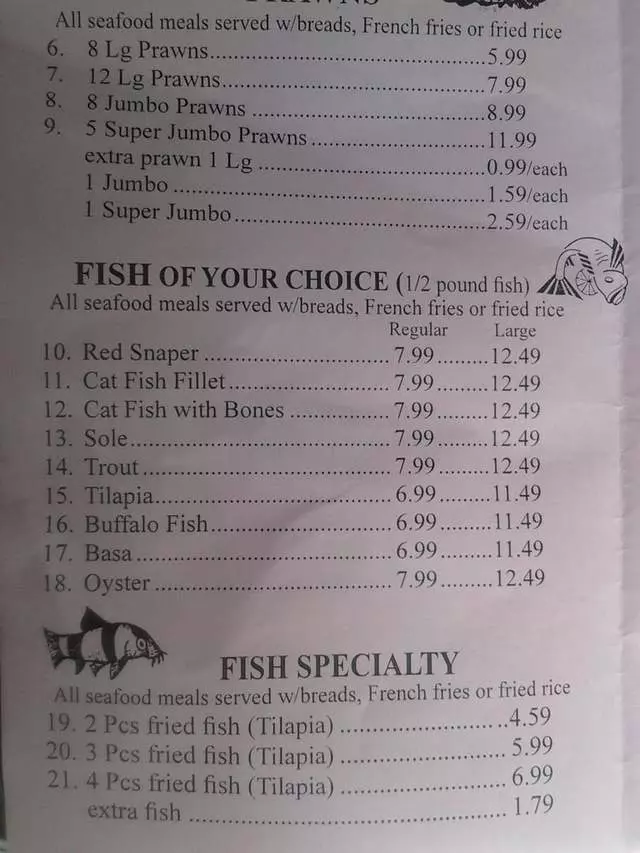 PRAWNS
All seafood meals served w/breads, French fries or fried rice
6. 8 Lg Prawns..............................5.99
7. 12 Lg Prawns..............................7.99
8. 8 Jumbo Prawns ..............................8.99
9. 5 Super Jumbo Prawns ......................11.99
extra prawn 1 Lg ..............................0.99/each
1 Jumbo ..............................1.59/each
1 Super Jumbo..............................2.59/each
FISH OF YOUR CHOICE (1/2 pound fish)
All seafood meals served w/breads, French fries or fried rice
Regular Large
10. Red Snaper ......................7.99.........12.49
11. Cat Fish Fillet......................7.99.........12.49
12. Cat Fish with Bones ..............7.99.........12.49
13. Sole..............................7.99.........12.49
14. Trout..............................7.99.........12.49
15. Tilapia..............................6.99.........11.49
16. Buffalo Fish......................6.99.........11.49
17. Basa ..............................6.99.........11.49
18. Oyster ..............................7.99.........12.49
FISH SPECIALTY
All seafood meals served w/breads, French fries or fried rice
19. 2 Pcs fried fish (Tilapia) ........................4.59
20. 3 Pcs fried fish (Tilapia) ........................ 5.99
21. 4 Pcs fried fish (Tilapia) ........................ 6.99
extra fish .............................................. 1.79